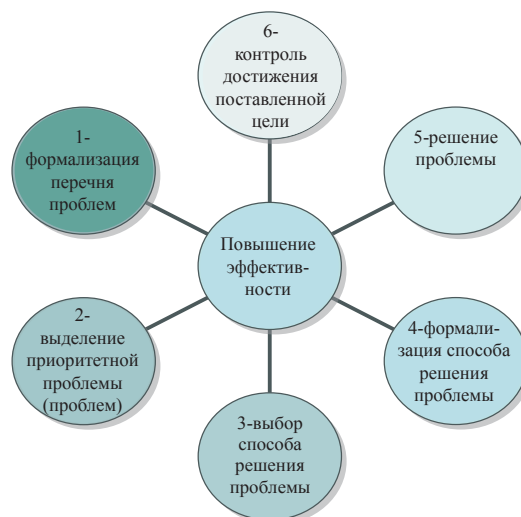 6-
контроль
достижения
поставленной
цели
1-
формализация
перечня
проблем
5-решение
проблемы
Повышение
эффектив-
ности
2-
выделение
приоритетной
проблемы
(проблем)
4-формали-
зация способа
решения
проблемы
3-выбор
способа
решения
проблемы